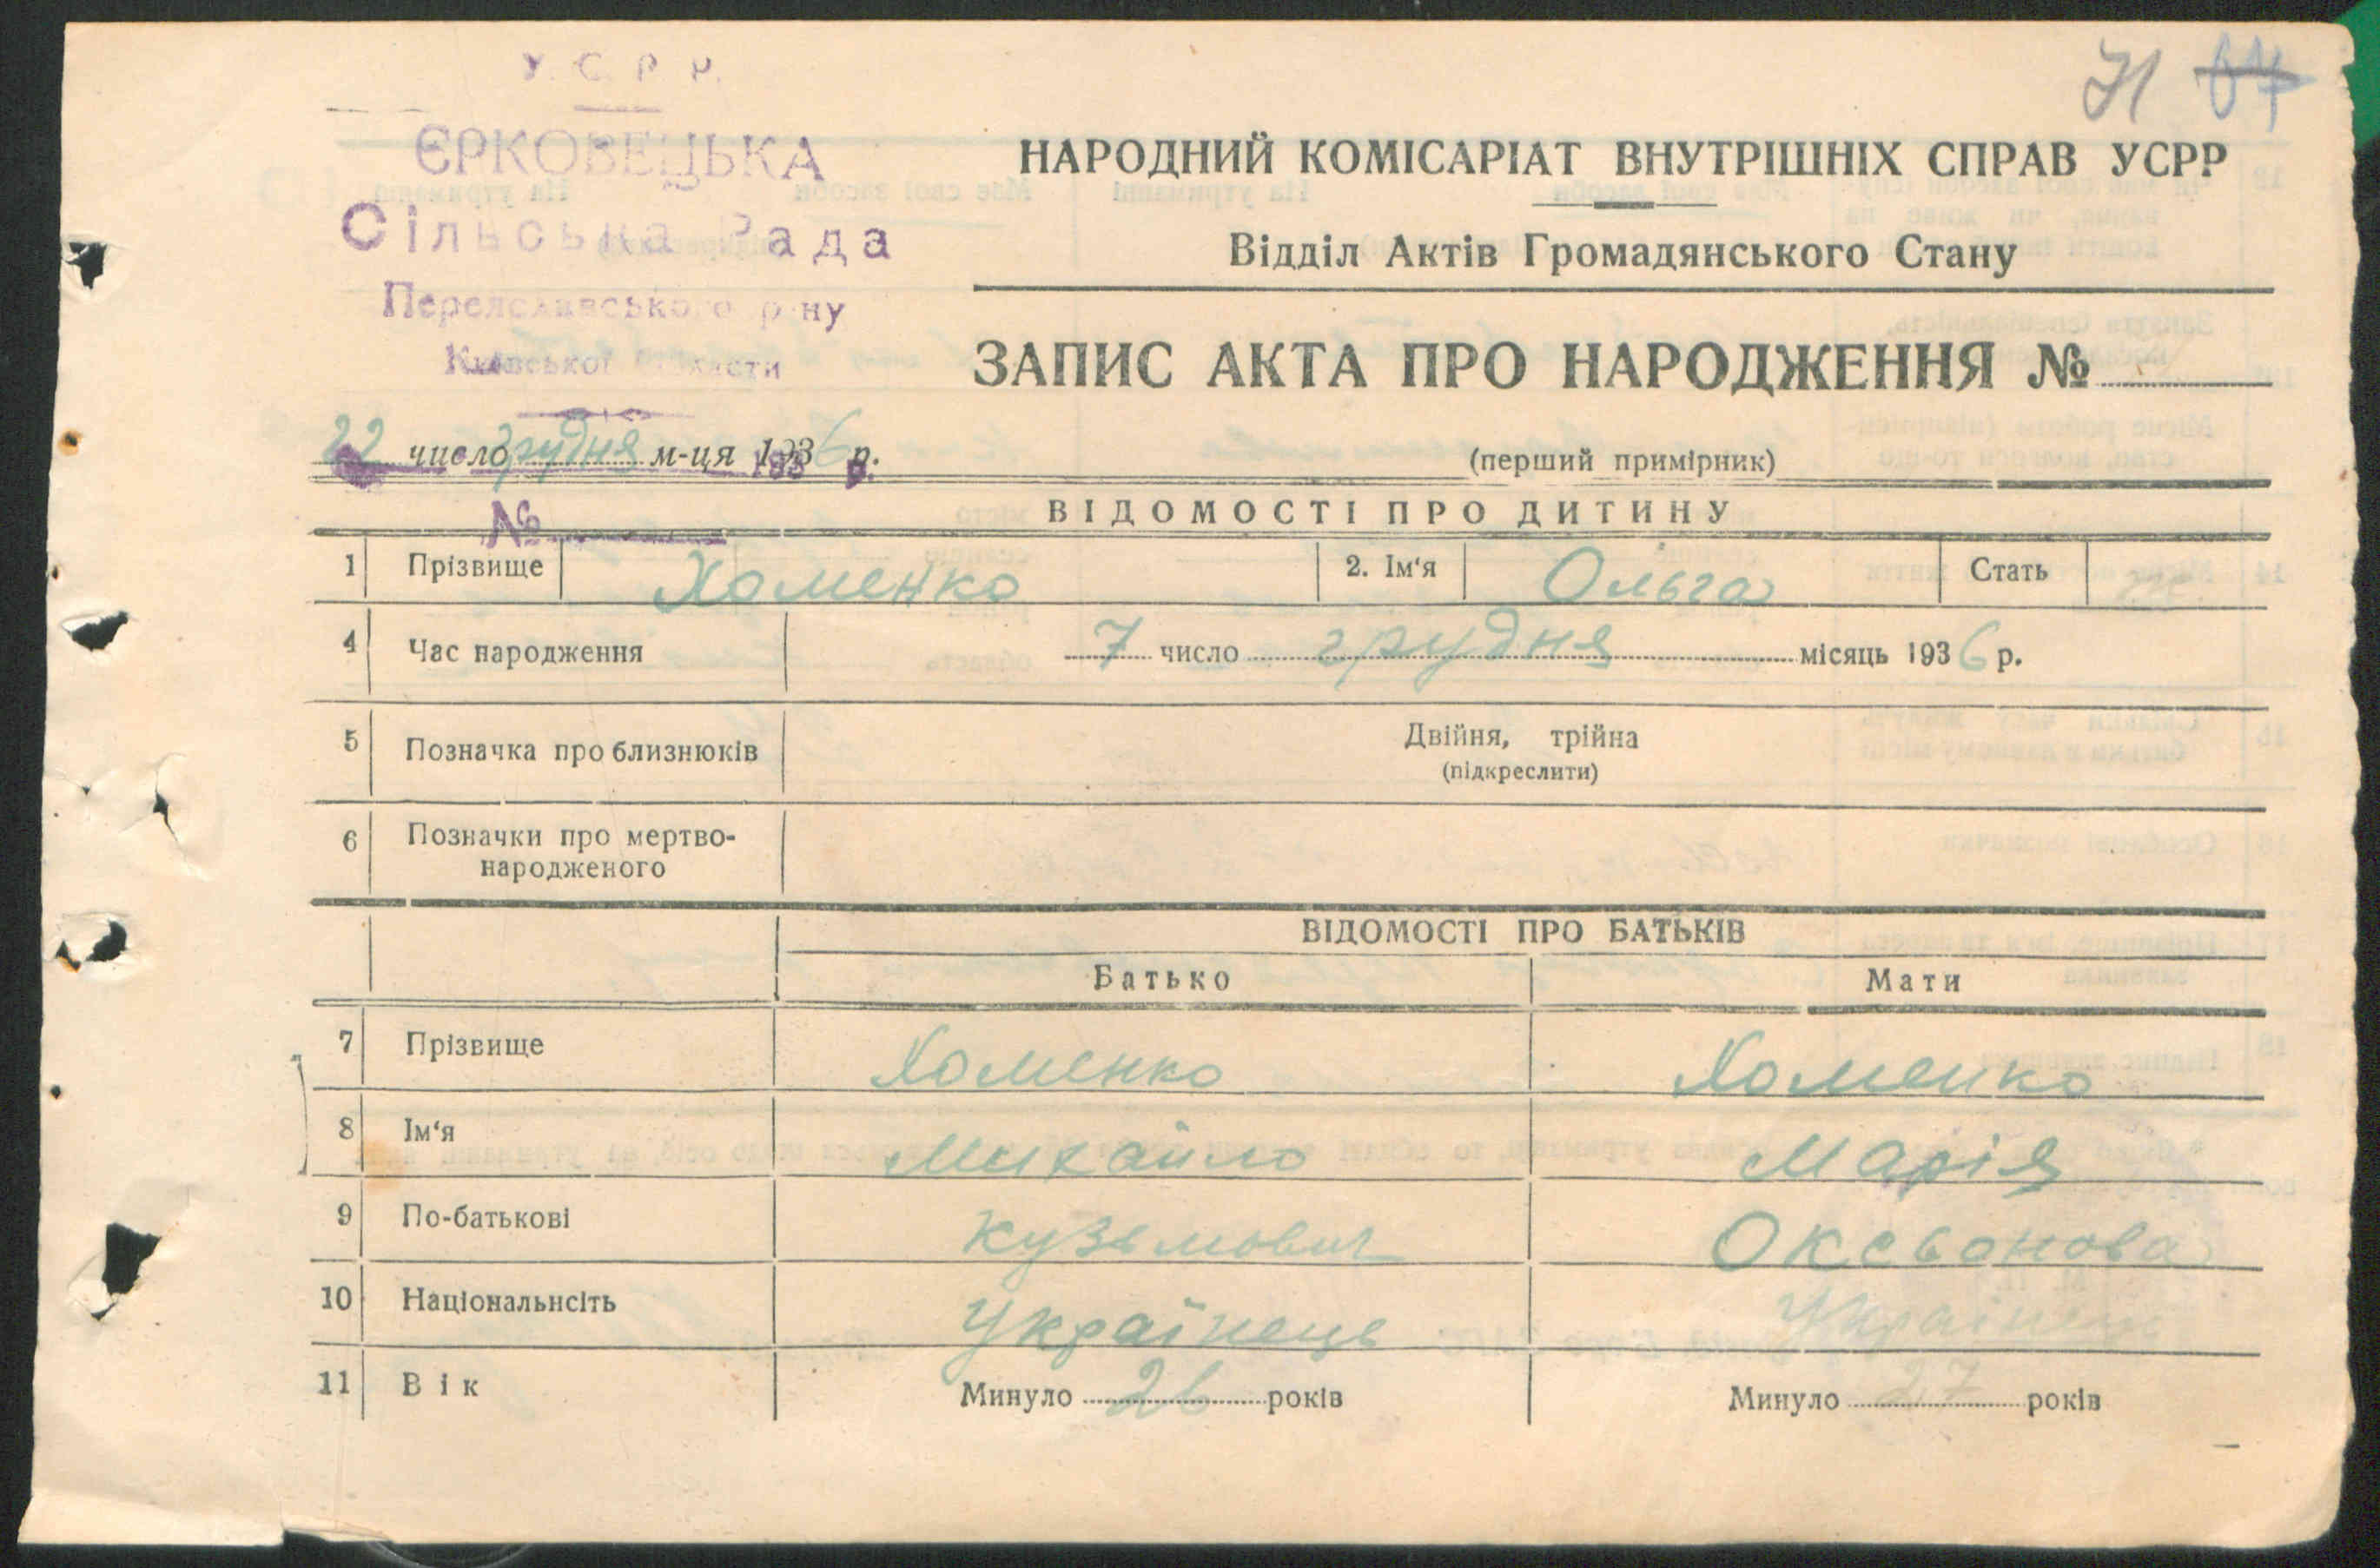 У. С. Р. Р.
71 67
ЄРКОВЕЦЬКА
НАРОДНИЙ КОМІСАРІАТ ВНУТРІШНІХ СПРАВ УСРР
Сільська Рада
Відділ Актів Громадянського Стану
Переяславського р-ну
Київської области
ЗАПИС АКТА ПРО НАРОДЖЕННЯ №
22 число грудня м-ця 1936 р.
(перший примірник)
№
ВІДОМОСТІ ПРО ДИТИНУ
1 Прізвище Хоменко 2. Ім'я Ольга Стать
4 Час народження 7 число грудня місяць 1936 р.
5 Позначка про близнюків Двійня, трійна
(підкреслити)
6 Позначки про мертво-
народженого
ВІДОМОСТІ ПРО БАТЬКІВ
Батько Мати
7 Прізвище Хоменко Хоменко
8 Ім'я Михайло Марія
9 По-батькові Кузьмович
10 Національнсіть Українець
11 Вік Минуло 26 років Минуло 27 років